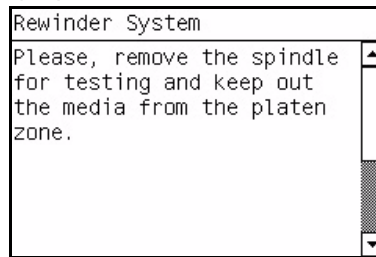 Rewinder System
Please, remove the spindle
for testing and keep out
the media from the platen
zone.